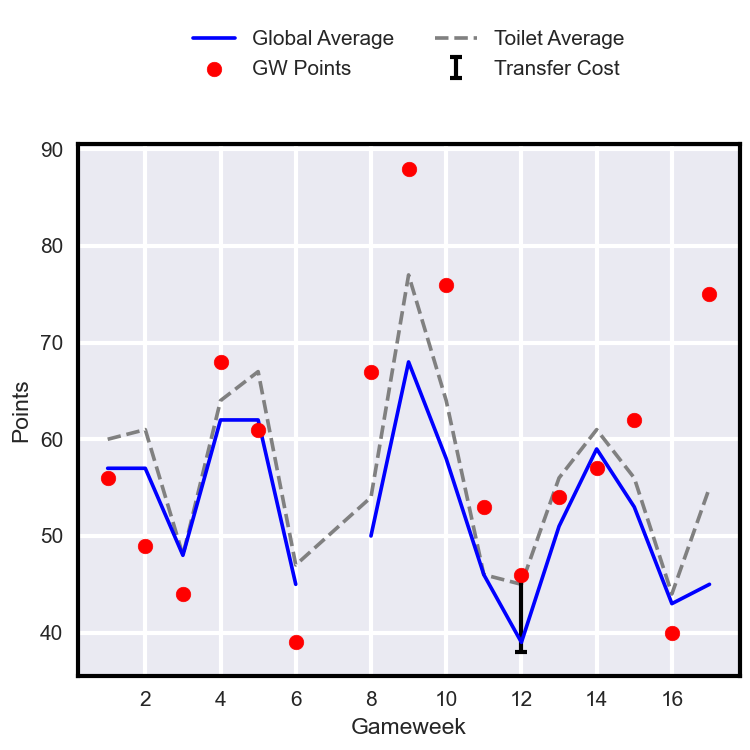 Global Average
Toilet Average
GW Points
Transfer Cost
90
80
70
60
50
40
Points
2 4 6 8 10 12 14 16
Gameweek